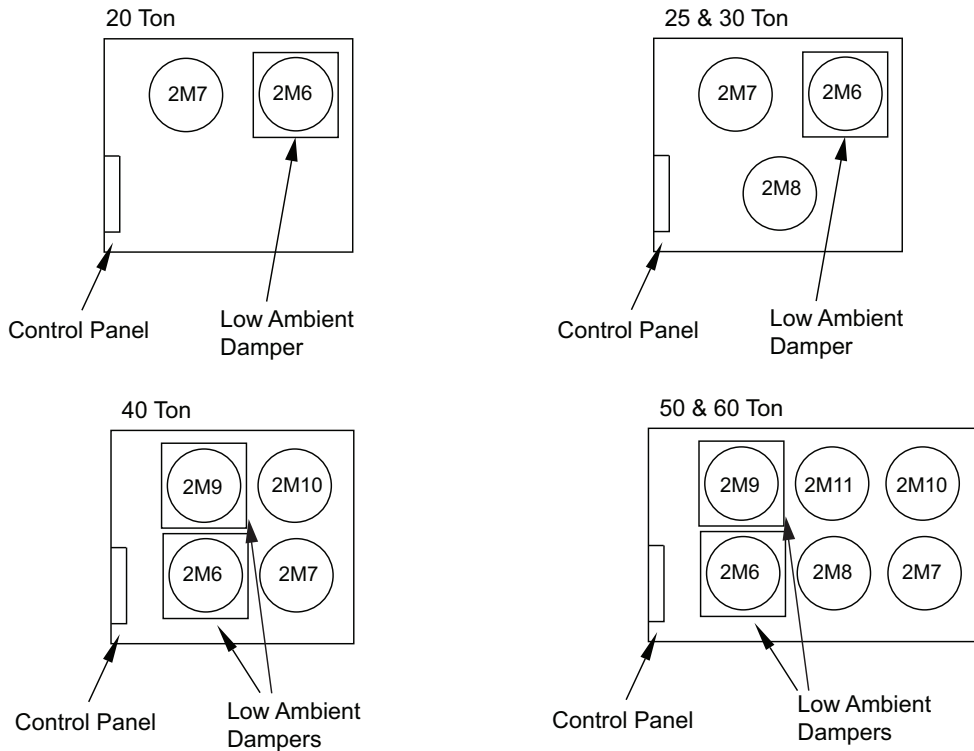 20 Ton
2M7
2M6
Control Panel
Low Ambient
Damper
25 & 30 Ton
2M7
2M6
2M8
Control Panel
Low Ambient
Damper
40 Ton
2M9
2M10
2M6
2M7
Control Panel
Low Ambient
Dampers
50 & 60 Ton
2M9
2M11
2M10
2M6
2M8
2M7
Control Panel
Low Ambient
Dampers